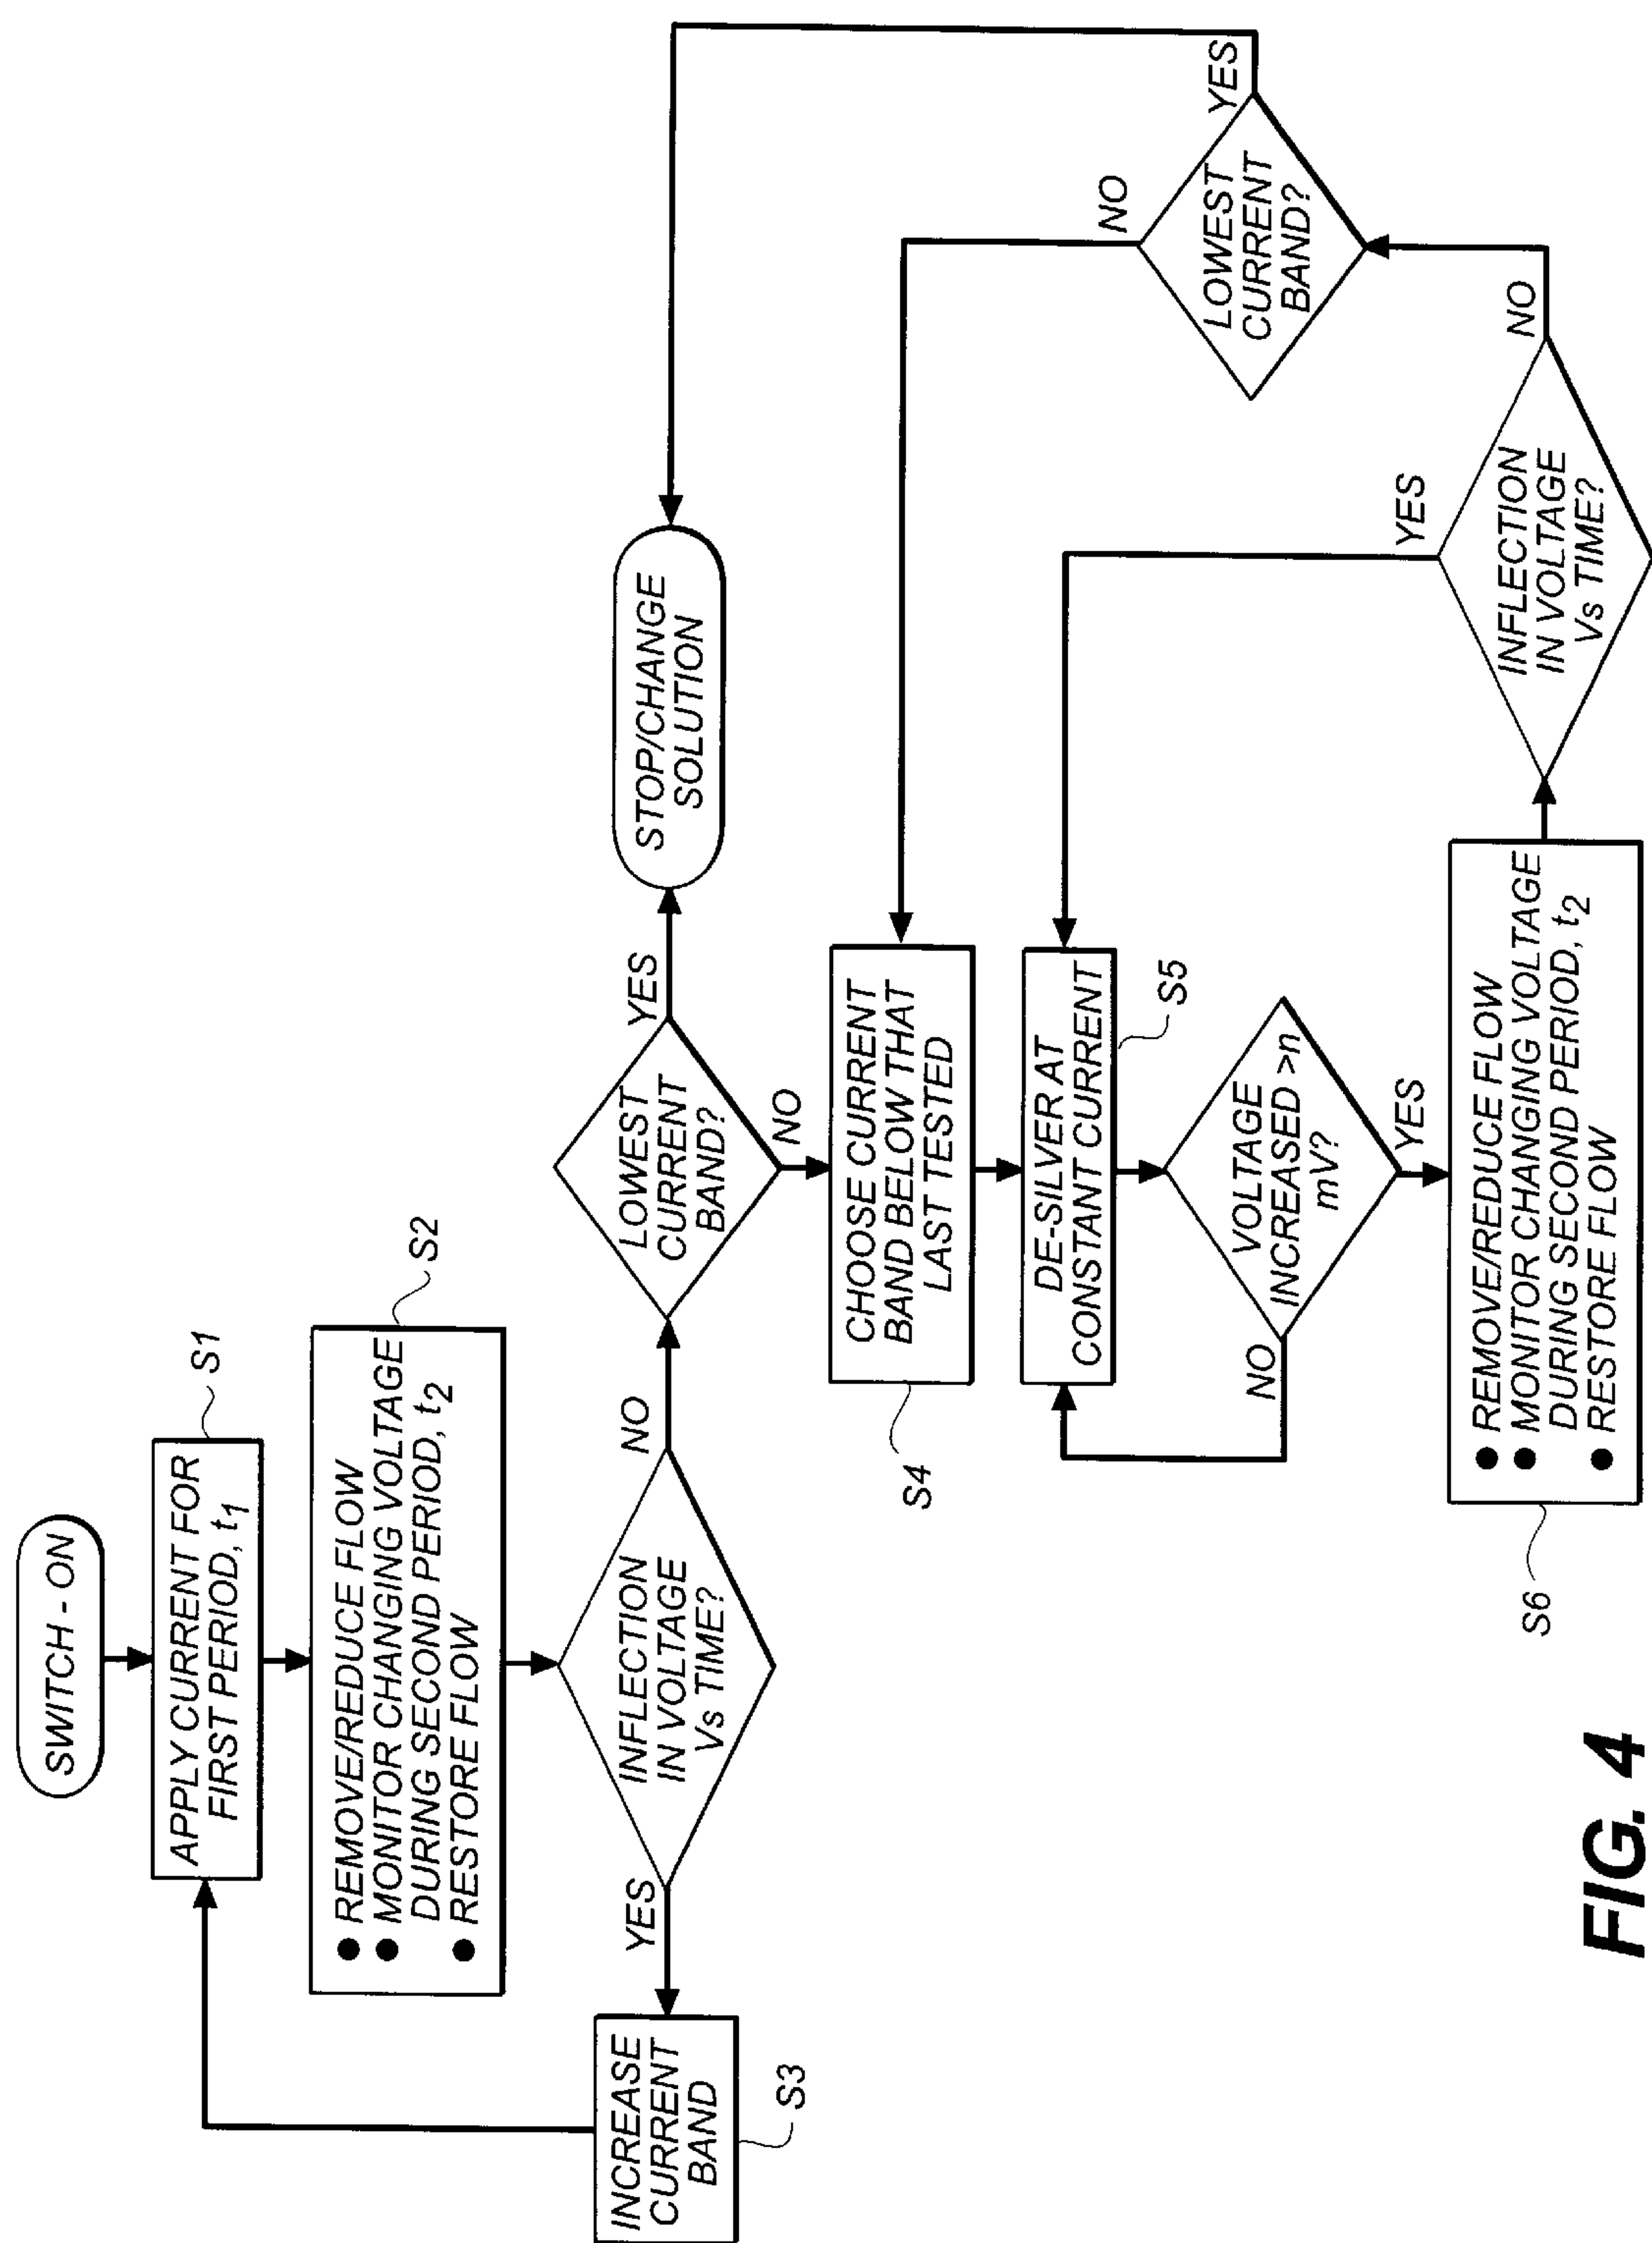 SWITCH - ON
APPLY CURRENT FOR
FIRST PERIOD, t1
S1
● REMOVE/REDUCE FLOW
● MONITOR CHANGING VOLTAGE
DURING SECOND PERIOD, t2
● RESTORE FLOW
S2
INFLECTION
IN VOLTAGE
Vs TIME?
YES
NO
INCREASE
CURRENT
BAND
S3
LOWEST
CURRENT
BAND?
YES
NO
STOP/CHANGE
SOLUTION
CHOOSE CURRENT
BAND BELOW THAT
LAST TESTED
S4
DE-SILVER AT
CONSTANT CURRENT
S5
VOLTAGE
INCREASED >n
mV?
NO
YES
● REMOVE/REDUCE FLOW
● MONITOR CHANGING VOLTAGE
DURING SECOND PERIOD, t2
● RESTORE FLOW
S6
INFLECTION
IN VOLTAGE
Vs TIME?
YES
NO
LOWEST
CURRENT
BAND?
NO
YES
FIG. 4